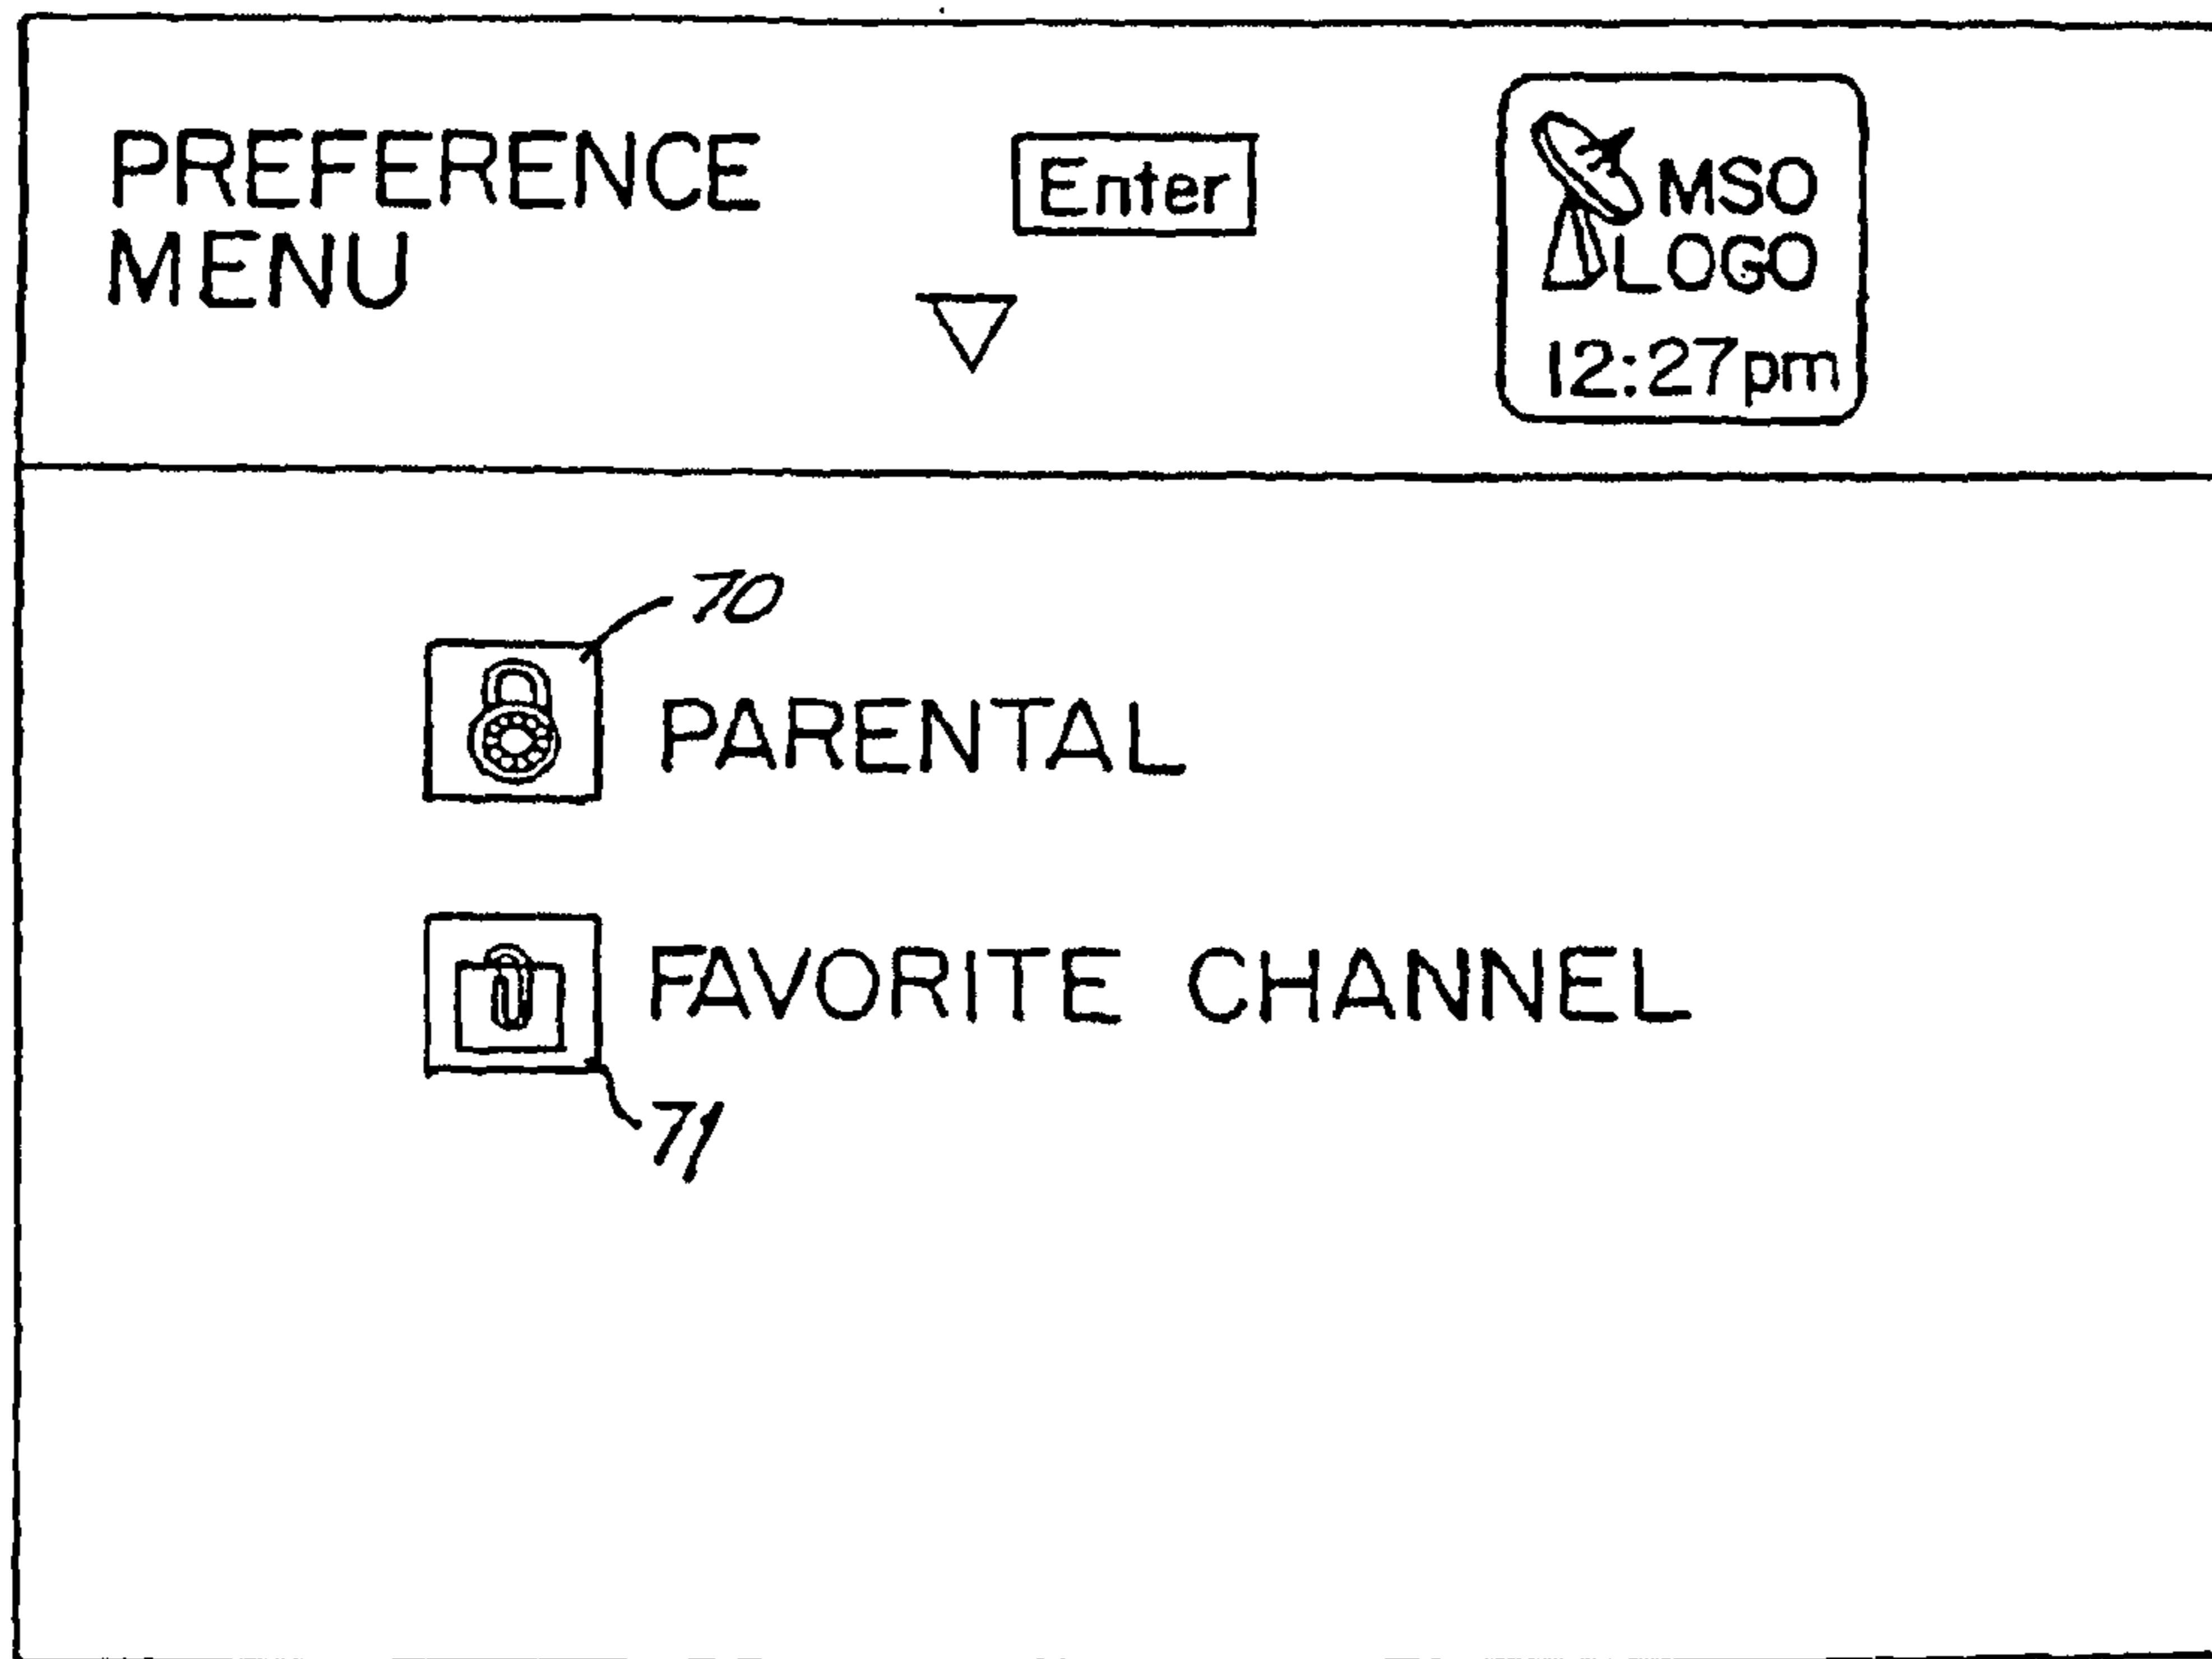 PREFERENCE
MENU
Enter
MSO
LOGO
12:27pm
70
PARENTAL
FAVORITE CHANNEL
71